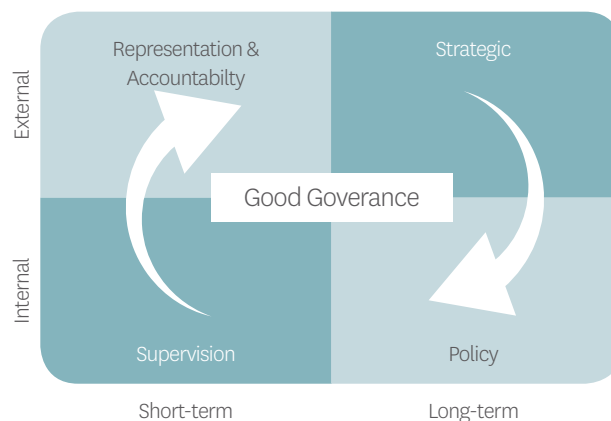 External
Representation &
Accountabilty
Strategic
Good Goverance
Internal
Supervision
Policy
Short-term
Long-term